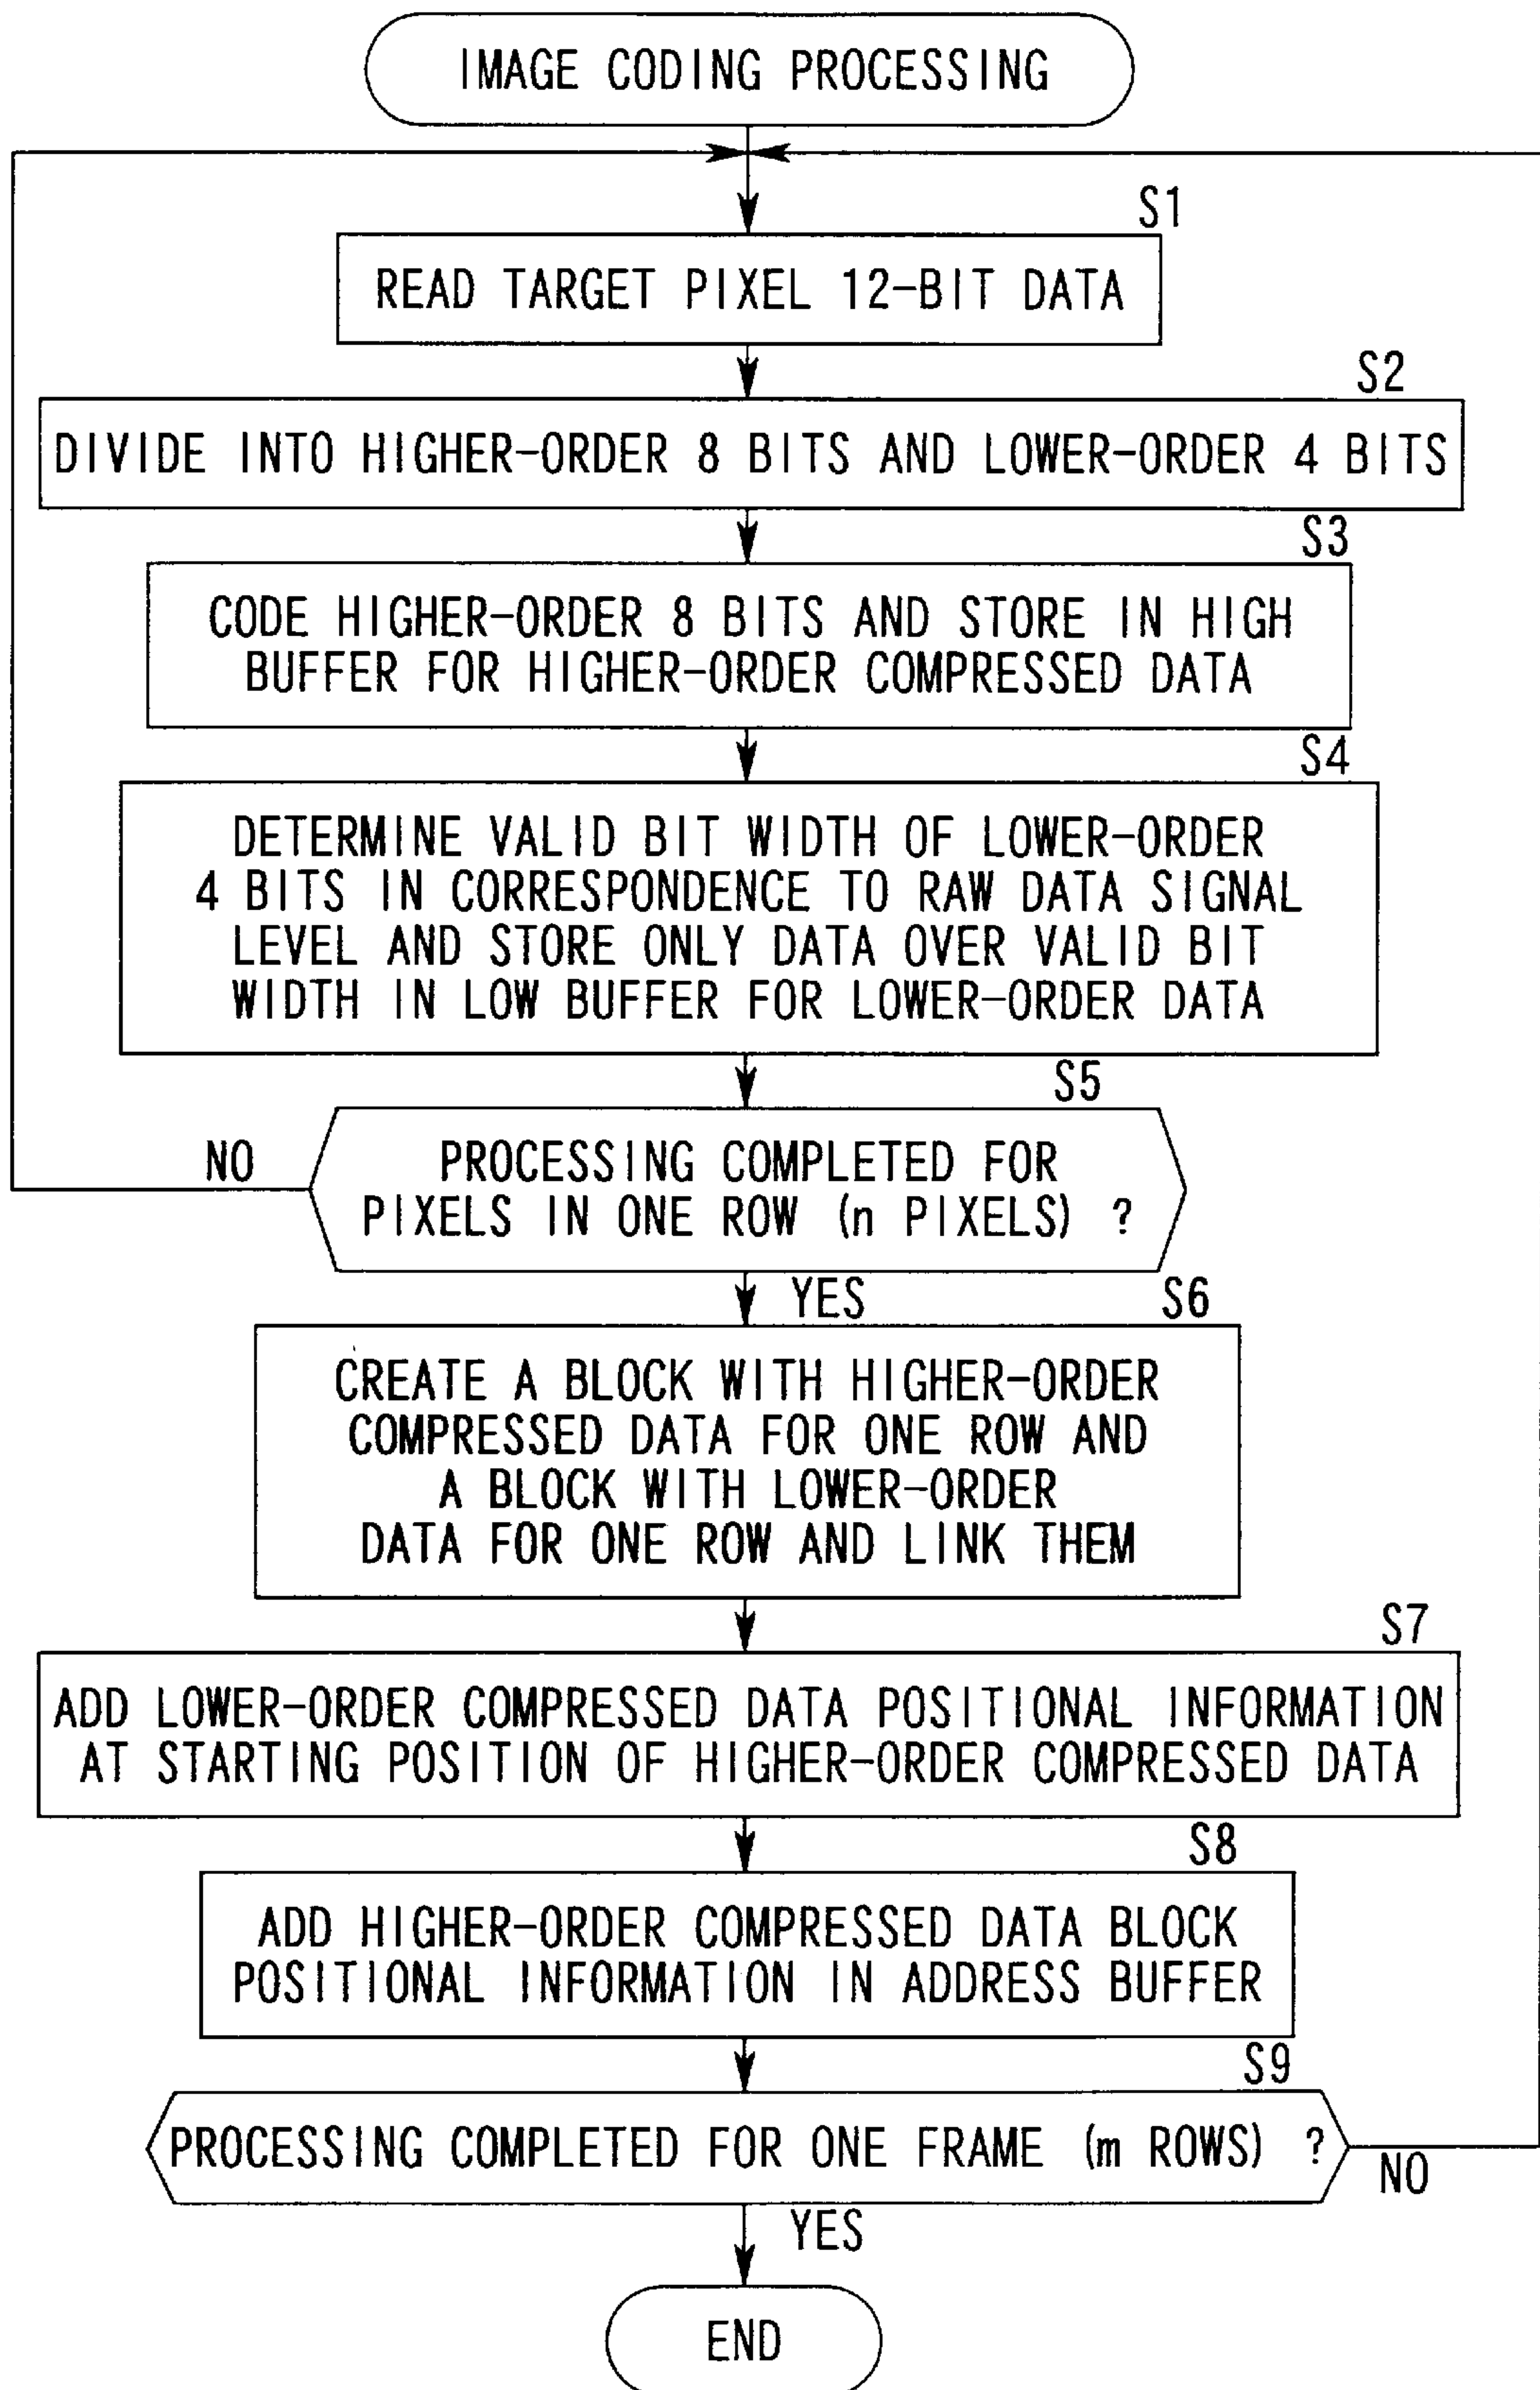 IMAGE CODING PROCESSING
S1
READ TARGET PIXEL 12-BIT DATA
S2
DIVIDE INTO HIGHER-ORDER 8 BITS AND LOWER-ORDER 4 BITS
S3
CODE HIGHER-ORDER 8 BITS AND STORE IN HIGH
BUFFER FOR HIGHER-ORDER COMPRESSED DATA
S4
DETERMINE VALID BIT WIDTH OF LOWER-ORDER
4 BITS IN CORRESPONDENCE TO RAW DATA SIGNAL
LEVEL AND STORE ONLY DATA OVER VALID BIT
WIDTH IN LOW BUFFER FOR LOWER-ORDER DATA
S5
NO
PROCESSING COMPLETED FOR
PIXELS IN ONE ROW (n PIXELS) ?
YES
S6
CREATE A BLOCK WITH HIGHER-ORDER
COMPRESSED DATA FOR ONE ROW AND
A BLOCK WITH LOWER-ORDER
DATA FOR ONE ROW AND LINK THEM
S7
ADD LOWER-ORDER COMPRESSED DATA POSITIONAL INFORMATION
AT STARTING POSITION OF HIGHER-ORDER COMPRESSED DATA
S8
ADD HIGHER-ORDER COMPRESSED DATA BLOCK
POSITIONAL INFORMATION IN ADDRESS BUFFER
S9
PROCESSING COMPLETED FOR ONE FRAME (m ROWS) ?
NO
YES
END